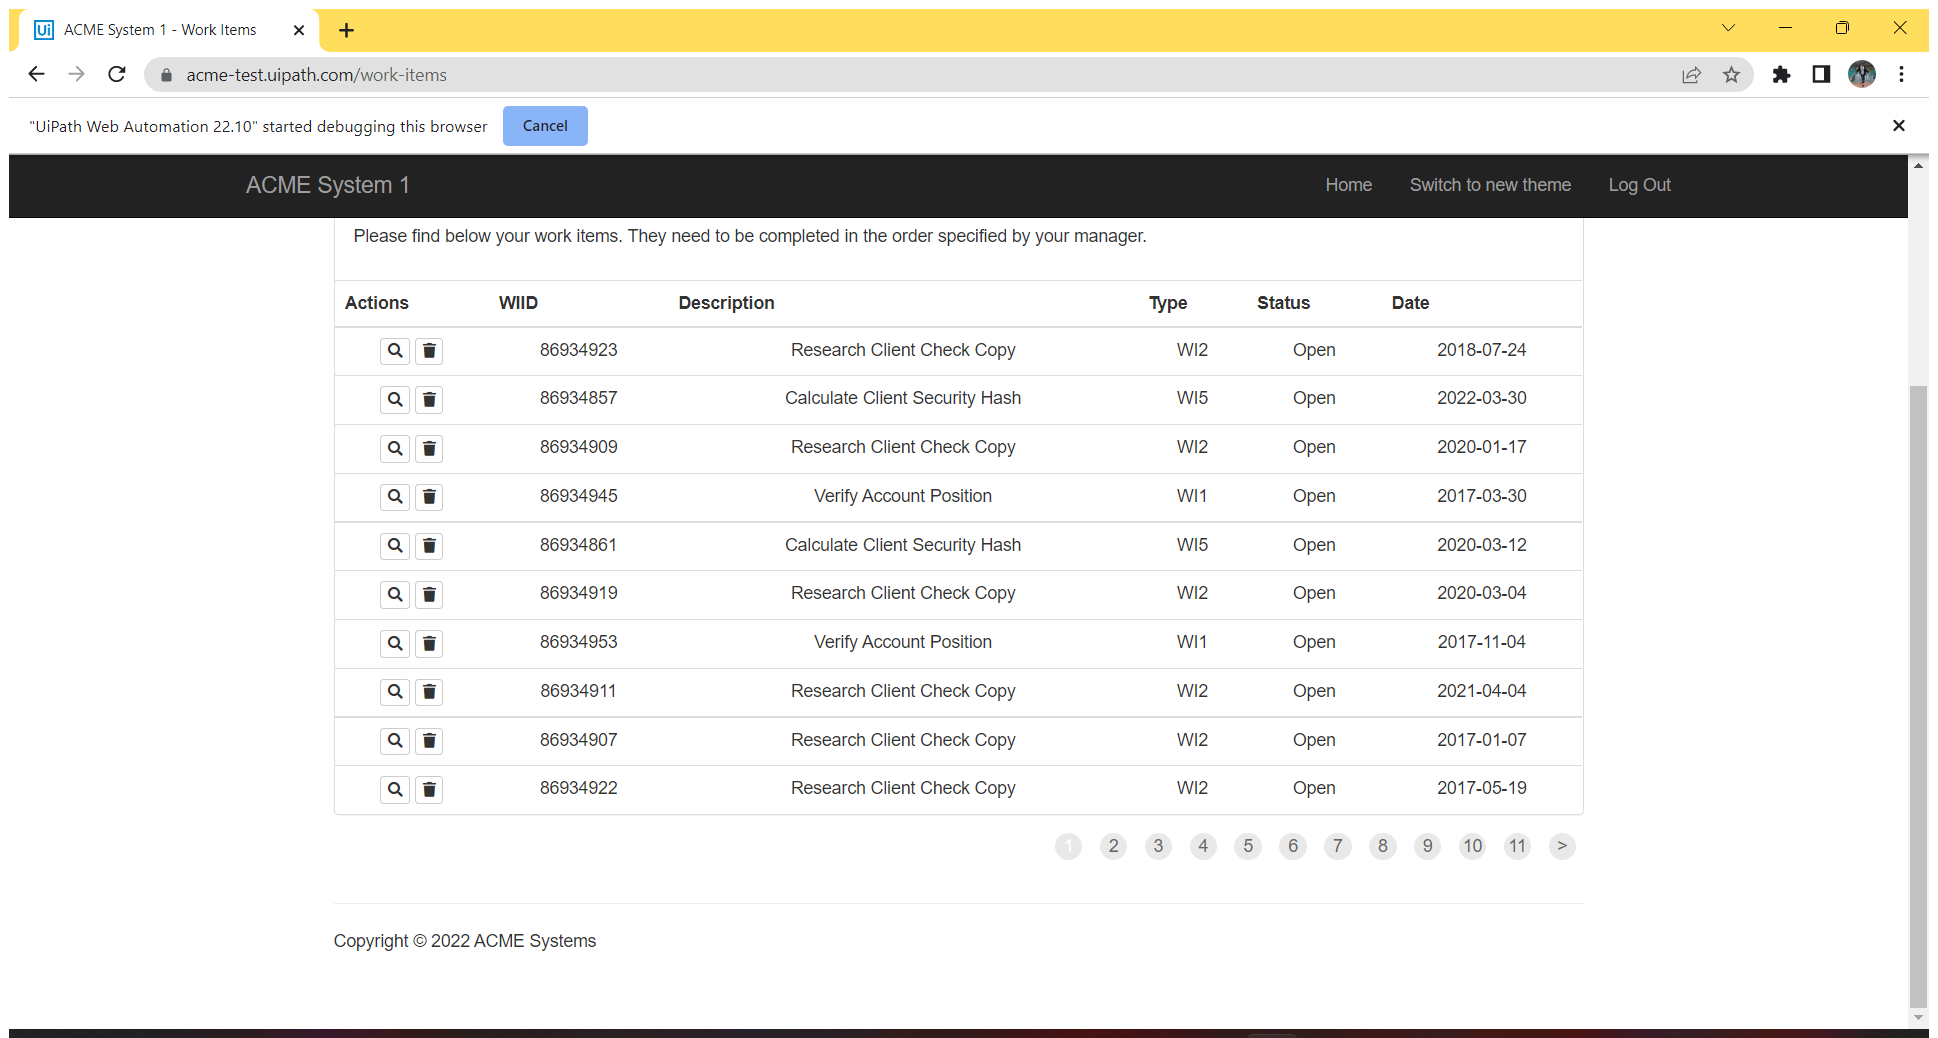 Ui ACME System 1 - Work Items
acme-test.uipath.com/work-items
"UiPath Web Automation 22.10" started debugging this browser Cancel
ACME System 1 Home Switch to new theme Log Out
Please find below your work items. They need to be completed in the order specified by your manager.
Actions WIID Description Type Status Date
86934923 Research Client Check Copy WI2 Open 2018-07-24
86934857 Calculate Client Security Hash WI5 Open 2022-03-30
86934909 Research Client Check Copy WI2 Open 2020-01-17
86934945 Verify Account Position WI1 Open 2017-03-30
86934861 Calculate Client Security Hash WI5 Open 2020-03-12
86934919 Research Client Check Copy WI2 Open 2020-03-04
86934953 Verify Account Position WI1 Open 2017-11-04
86934911 Research Client Check Copy WI2 Open 2021-04-04
86934907 Research Client Check Copy WI2 Open 2017-01-07
86934922 Research Client Check Copy WI2 Open 2017-05-19
1 2 3 4 5 6 7 8 9 10 11 >
Copyright © 2022 ACME Systems